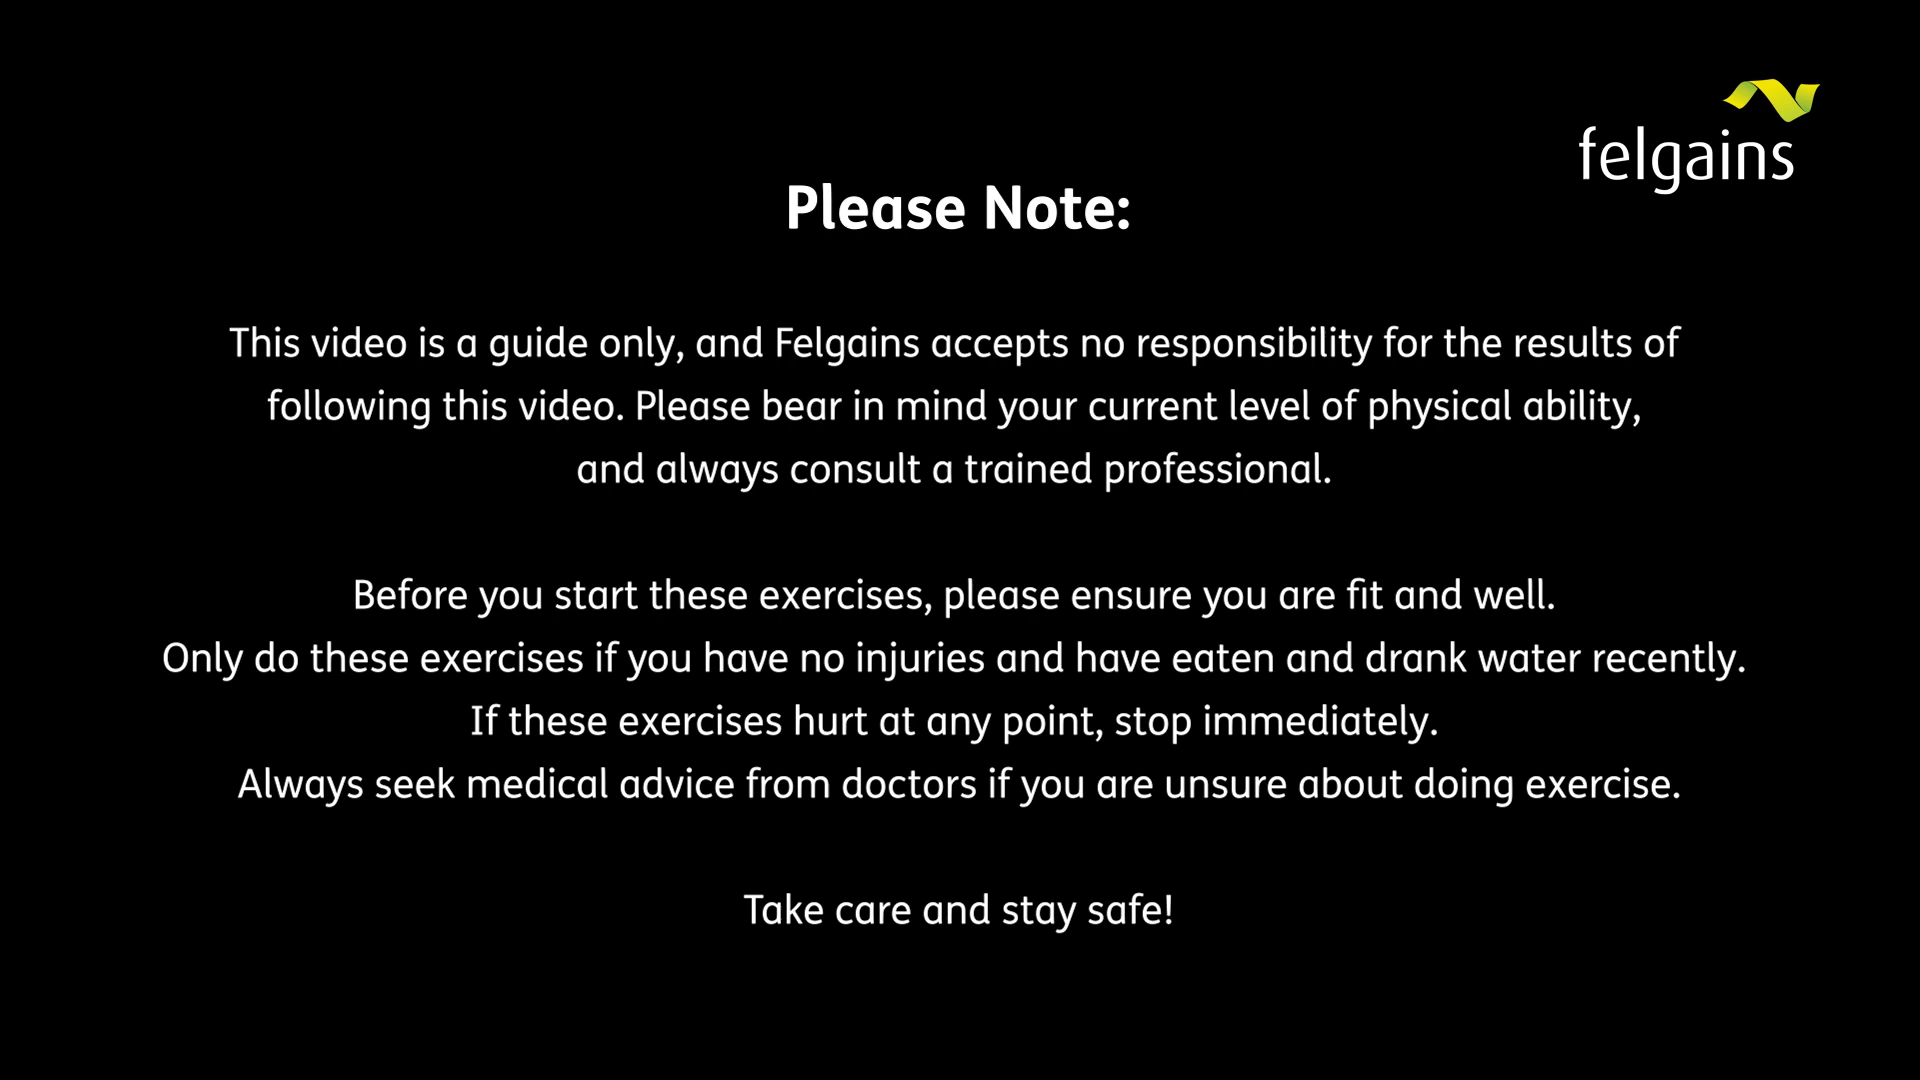 felgains
Please Note:
This video is a guide only, and Felgains accepts no responsibility for the results of
following this video. Please bear in mind your current level of physical ability,
and always consult a trained professional.
Before you start these exercises, please ensure you are fit and well.
Only do these exercises if you have no injuries and have eaten and drank water recently.
If these exercises hurt at any point, stop immediately.
Always seek medical advice from doctors if you are unsure about doing exercise.
Take care and stay safe!